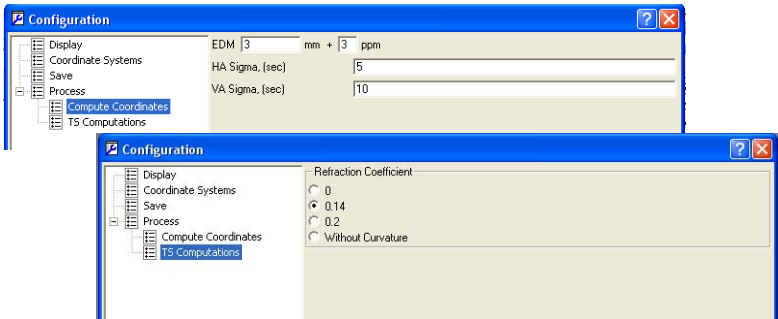 Configuration
Display
Coordinate Systems
Save
Process
Compute Coordinates
TS Computations
EDM 3 mm + 3 ppm
HA Sigma, (sec) 5
VA Sigma, (sec) 10
Configuration
Display
Coordinate Systems
Save
Process
Compute Coordinates
TS Computations
Refraction Coefficient
0
0.14
0.2
Without Curvature